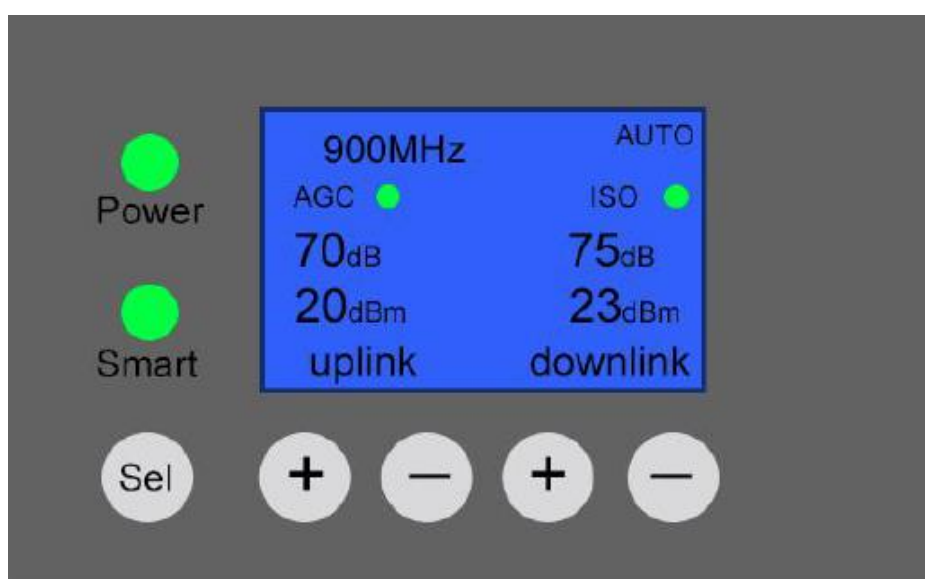 900MHz AUTO
Power AGC ISO
70dB 75dB
20dBm 23dBm
Smart uplink downlink
Sel + — + —